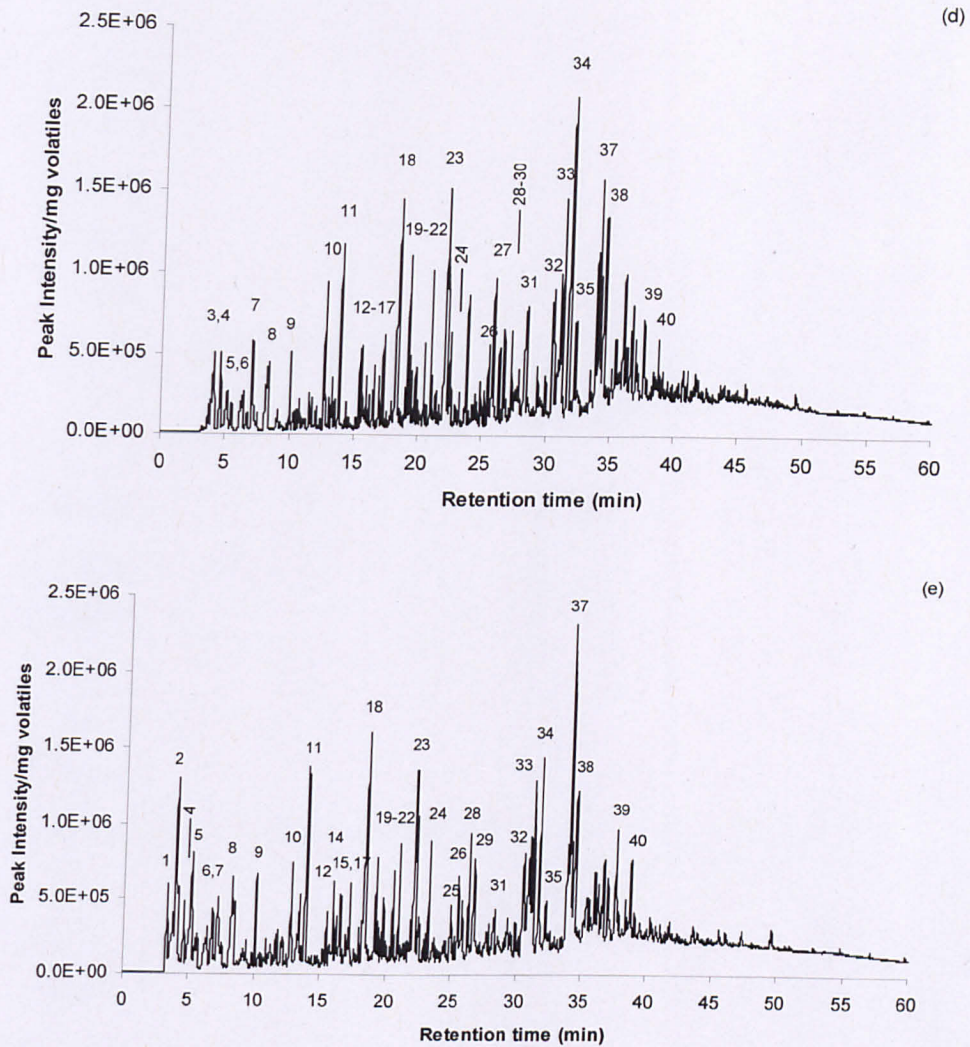 (d)
2.5E+06
2.0E+06
1.5E+06
1.0E+06
5.0E+05
0.0E+00
Peak Intensity/mg volatiles
3,4
5,6
7
8
9
10
11
12-17
18
19-22
23
24
26
27
28-30
31
32
33
34
35
37
38
39
40
0 5 10 15 20 25 30 35 40 45 50 55 60
Retention time (min)
(e)
2.5E+06
2.0E+06
1.5E+06
1.0E+06
5.0E+05
0.0E+00
Peak Intensity/mg volatiles
1
2
4
5
6,7
8
9
10
11
12
14
15,17
18
19-22
23
24
25
26
28
29
31
32
33
34
35
37
38
39
40
0 5 10 15 20 25 30 35 40 45 50 55 60
Retention time (min)